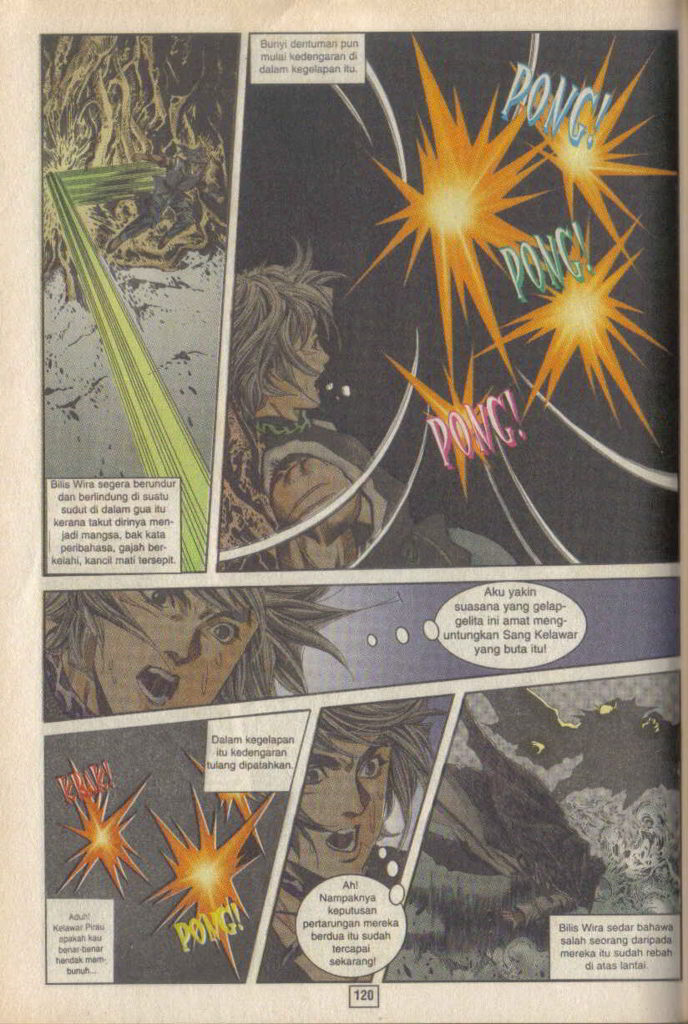 Bilis Wira segera berundur
dan berlindung di suatu
sudut di dalam gua itu
kerana takut dirinya men-
jadi mangsa, bak kata
peribahasa, gajah ber-
kelahi, kancil mati tersepit.
Bunyi dentuman pun
mulai kedengaran di
dalam kegelapan itu.
PONG!
PONG!
PONG!
Aku yakin
suasana yang gelap-
gelita ini amat meng-
untungkan Sang Kelawar
yang buta itu!
Dalam kegelapan
itu kedengaran
tulang dipatahkan.
KRAK!
PONG!
Aduh!
Kelawar Pirau
apakah kau
benar-benar
hendak mem-
bunuh...
Ah!
Nampaknya
keputusan
pertarungan mereka
berdua itu sudah
tercapai
sekarang!
Bilis Wira sedar bahawa
salah seorang daripada
mereka itu sudah rebah
di atas lantai.
120